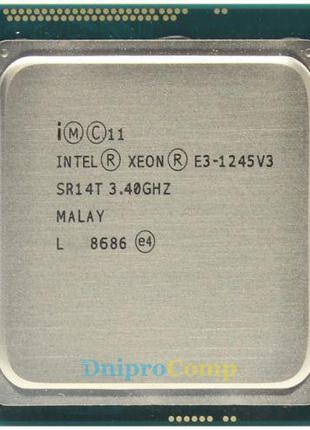 i Ⓜ Ⓒ 11
INTEL® XEON® E3-1245V3
SR14T 3.40GHZ
MALAY
L 8686 e4
DniproComp